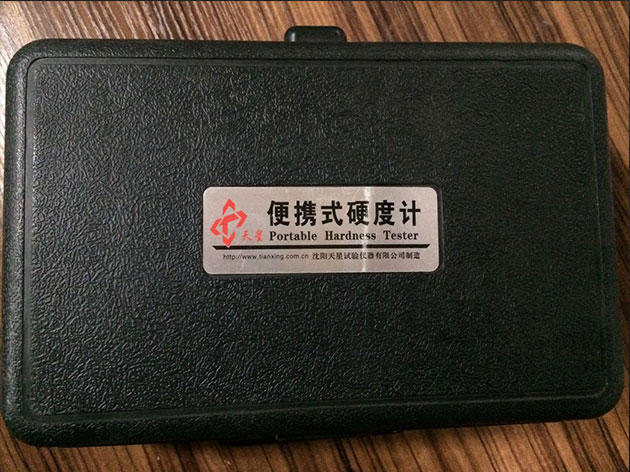 便携式硬度计
天星 Portable Hardness Tester
http://www.tianxing.com.cn 沈阳天星试验仪器有限公司制造